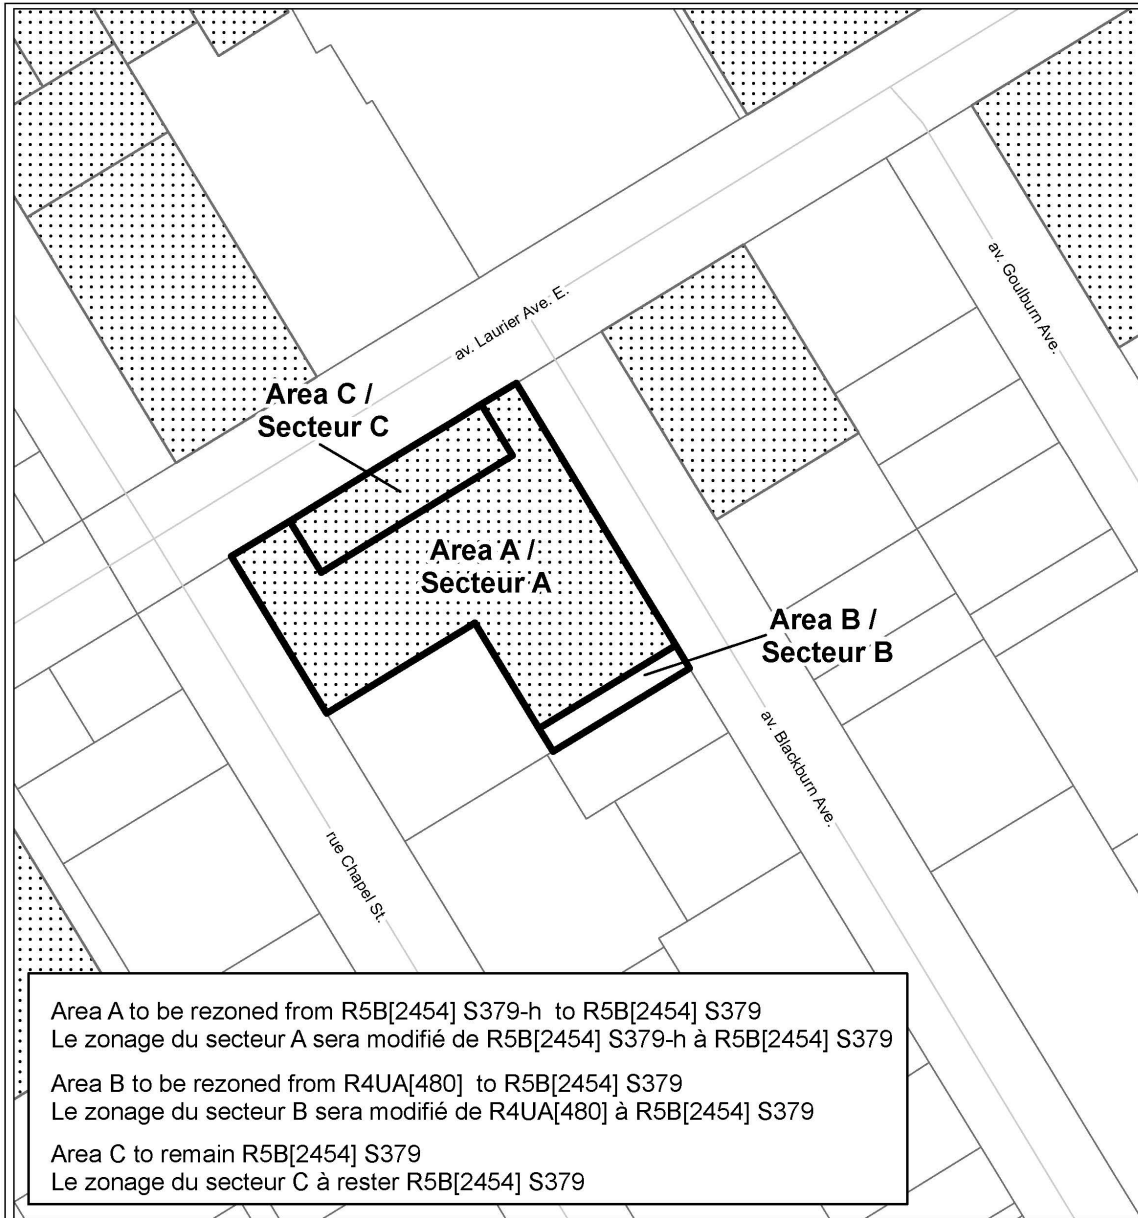 av. Laurier Ave. E.
av. Goulburn Ave.
Area C /
Secteur C
Area A /
Secteur A
Area B /
Secteur B
av. Blackburn Ave.
rue Chapel St.
Area A to be rezoned from R5B[2454] S379-h to R5B[2454] S379
Le zonage du secteur A sera modifié de R5B[2454] S379-h à R5B[2454] S379
Area B to be rezoned from R4UA[480] to R5B[2454] S379
Le zonage du secteur B sera modifié de R4UA[480] à R5B[2454] S379
Area C to remain R5B[2454] S379
Le zonage du secteur C à rester R5B[2454] S379